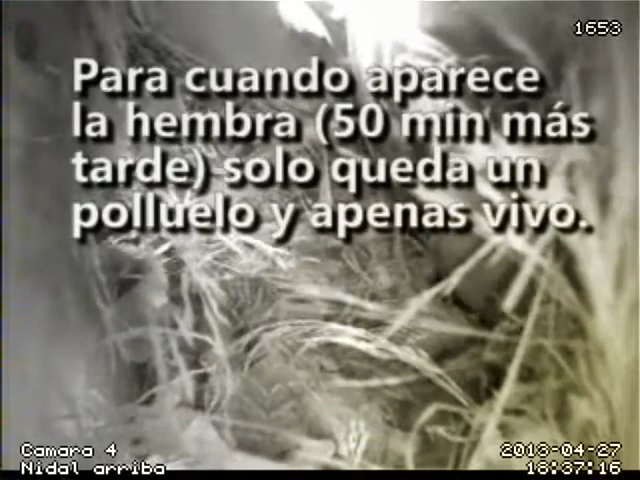 1653
Para cuando aparece
la hembra (50 min más
tarde) solo queda un
polluelo y apenas vivo.
Camara 4
Nidal arriba
2013-04-27
18:37:16